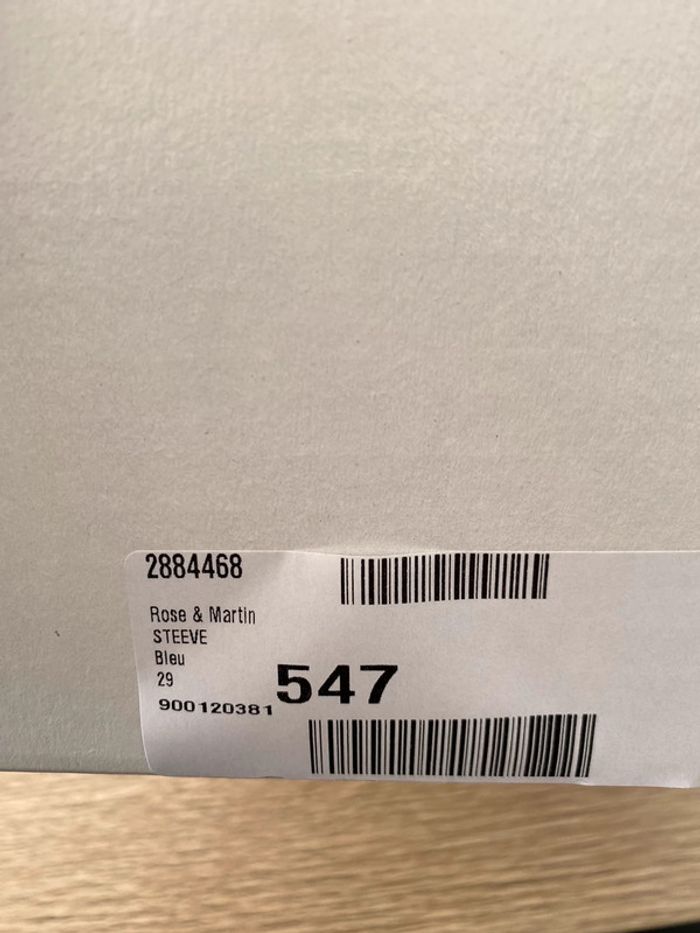 2884468
Rose & Martin
STEEVE
Bleu
29
547
900120381